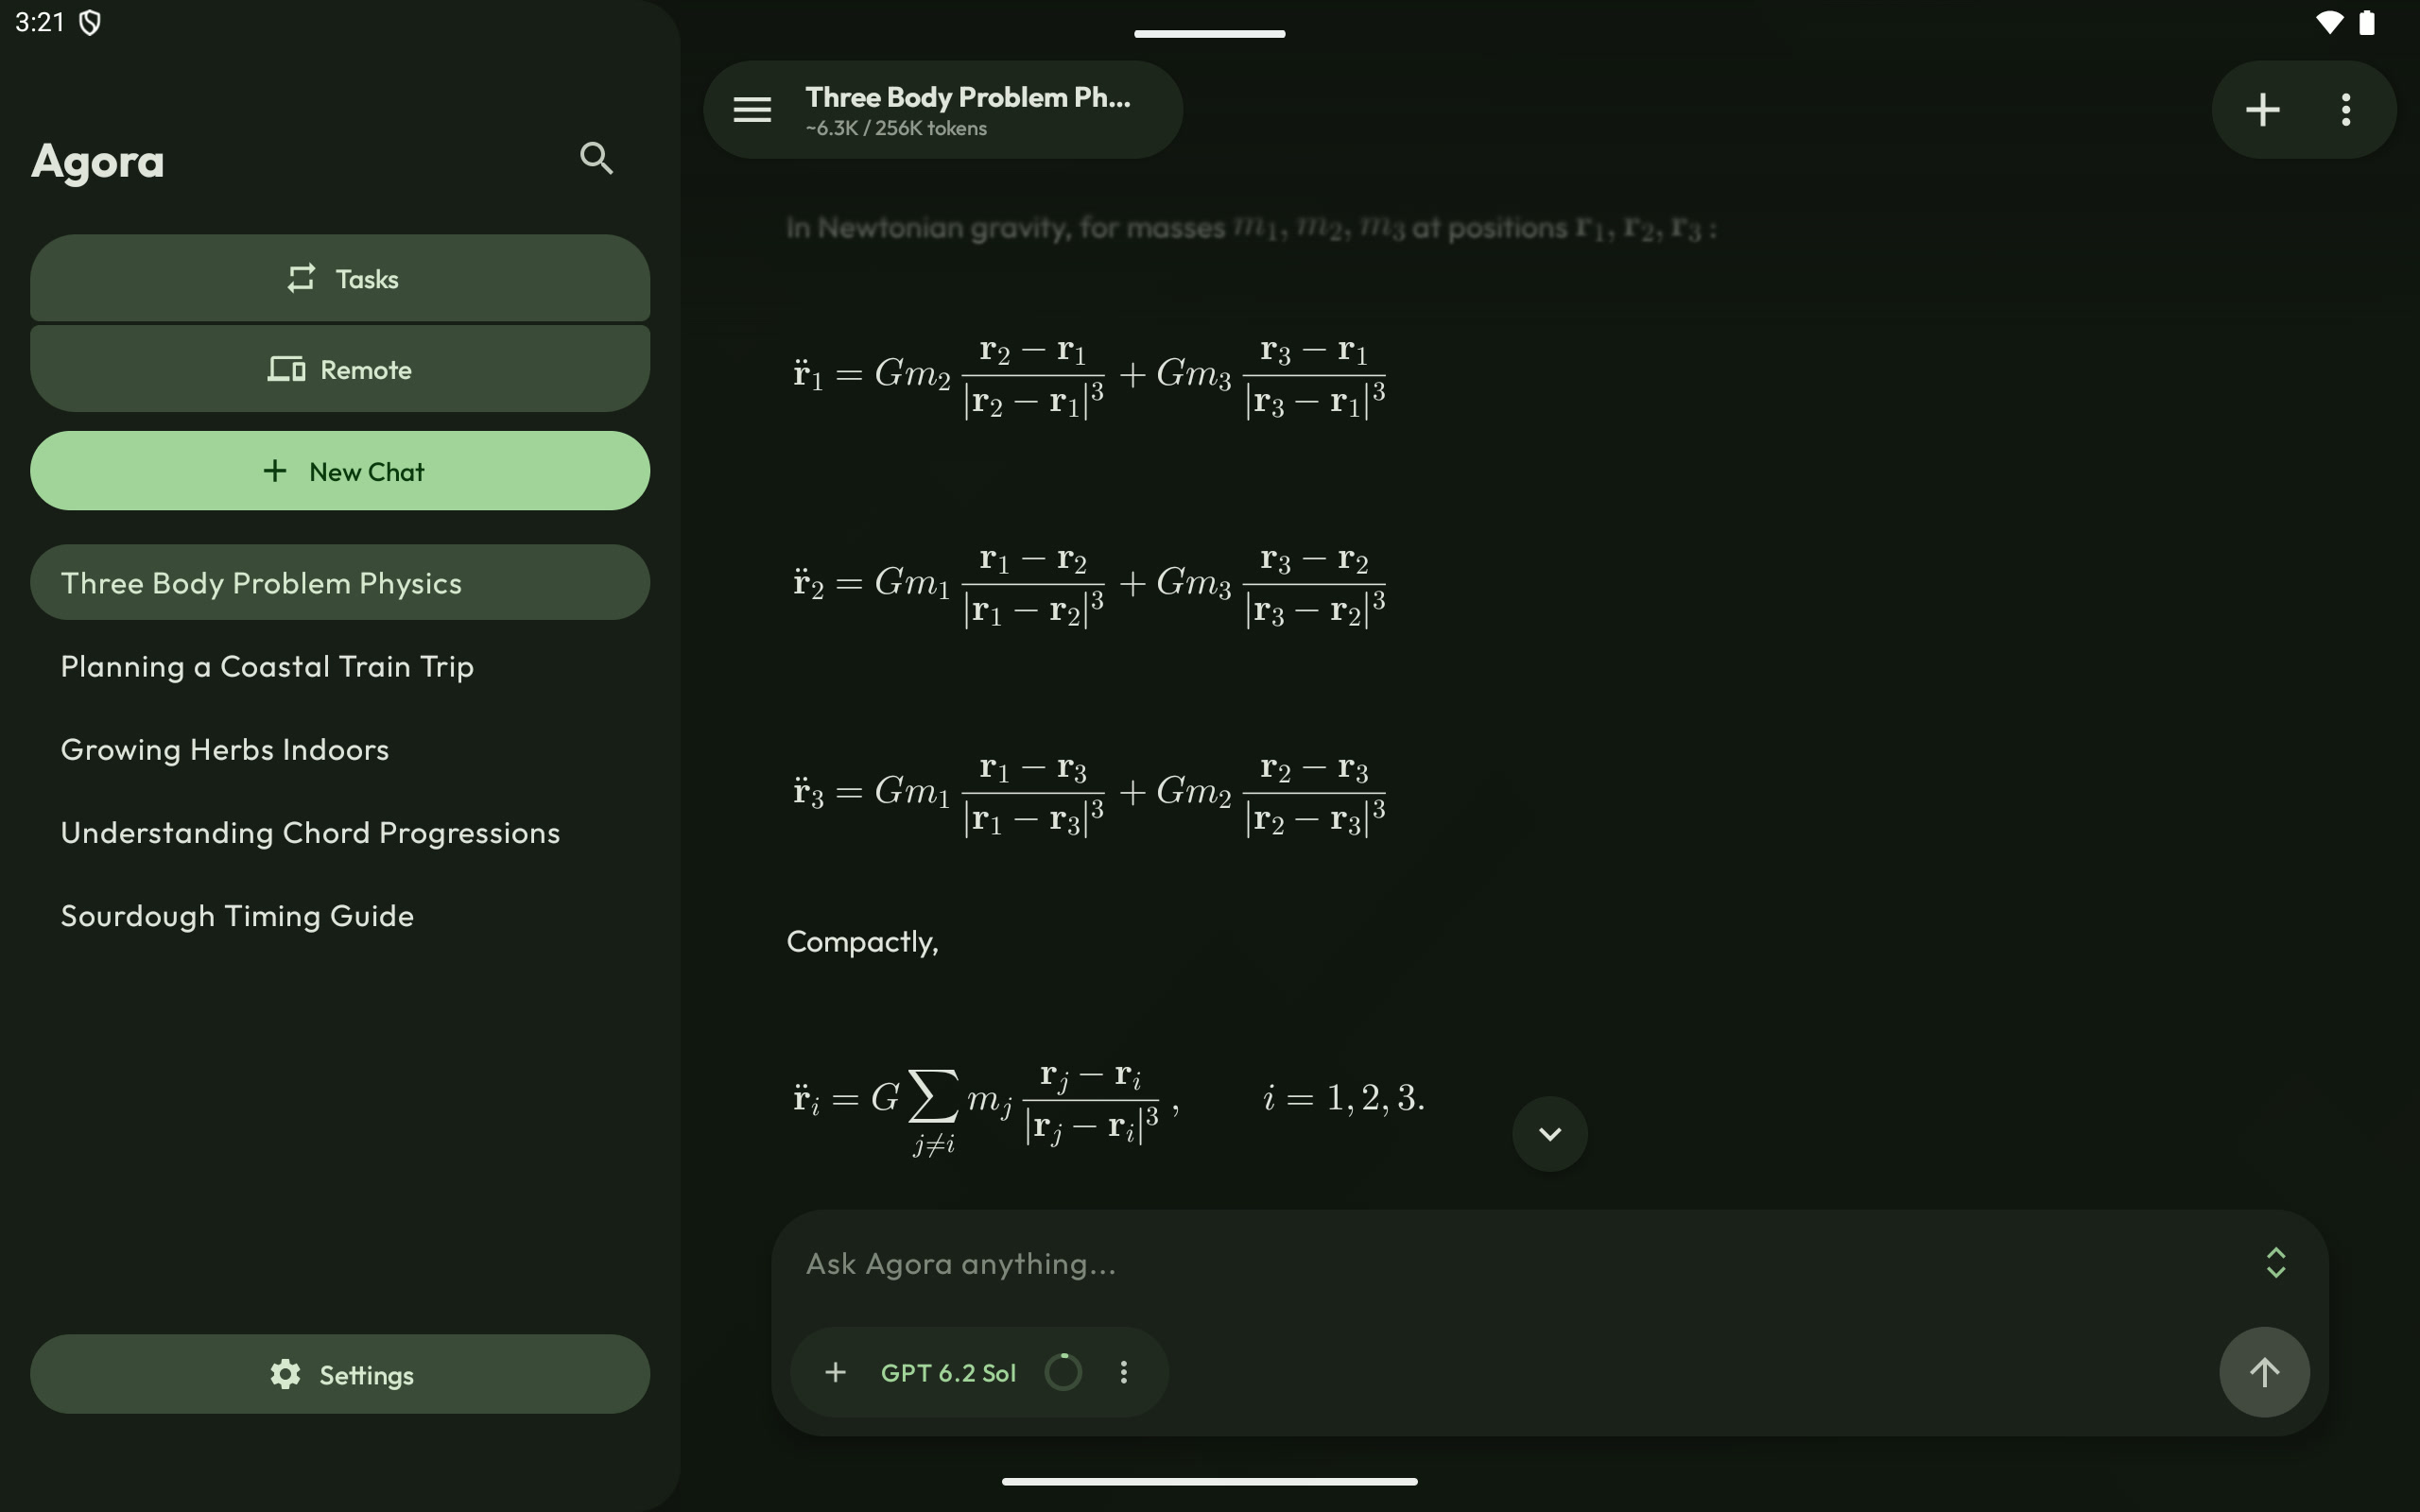 3:21
Agora
Tasks
Remote
New Chat
Three Body Problem Physics
Planning a Coastal Train Trip
Growing Herbs Indoors
Understanding Chord Progressions
Sourdough Timing Guide
Settings
Three Body Problem Ph...
~6.3K / 256K tokens
In Newtonian gravity, for masses m₁, m₂, m₃ at positions r₁, r₂, r₃ :
r̈₁ = Gm₂ (r₂ − r₁)/|r₂ − r₁|³ + Gm₃ (r₃ − r₁)/|r₃ − r₁|³
r̈₂ = Gm₁ (r₁ − r₂)/|r₁ − r₂|³ + Gm₃ (r₃ − r₂)/|r₃ − r₂|³
r̈₃ = Gm₁ (r₁ − r₃)/|r₁ − r₃|³ + Gm₂ (r₂ − r₃)/|r₂ − r₃|³
Compactly,
r̈ᵢ = G ∑_{j≠i} mⱼ (rⱼ − rᵢ)/|rⱼ − rᵢ|³ , i = 1, 2, 3.
Ask Agora anything...
GPT 6.2 Sol